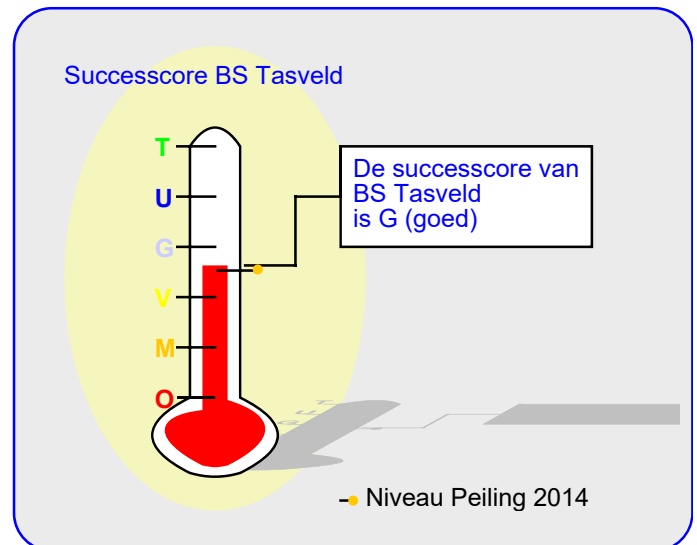 Successcore BS Tasveld
T
De successcore van
BS Tasveld
is G (goed)
U
G
V
M
O
T
U
G
Niveau Peiling 2014